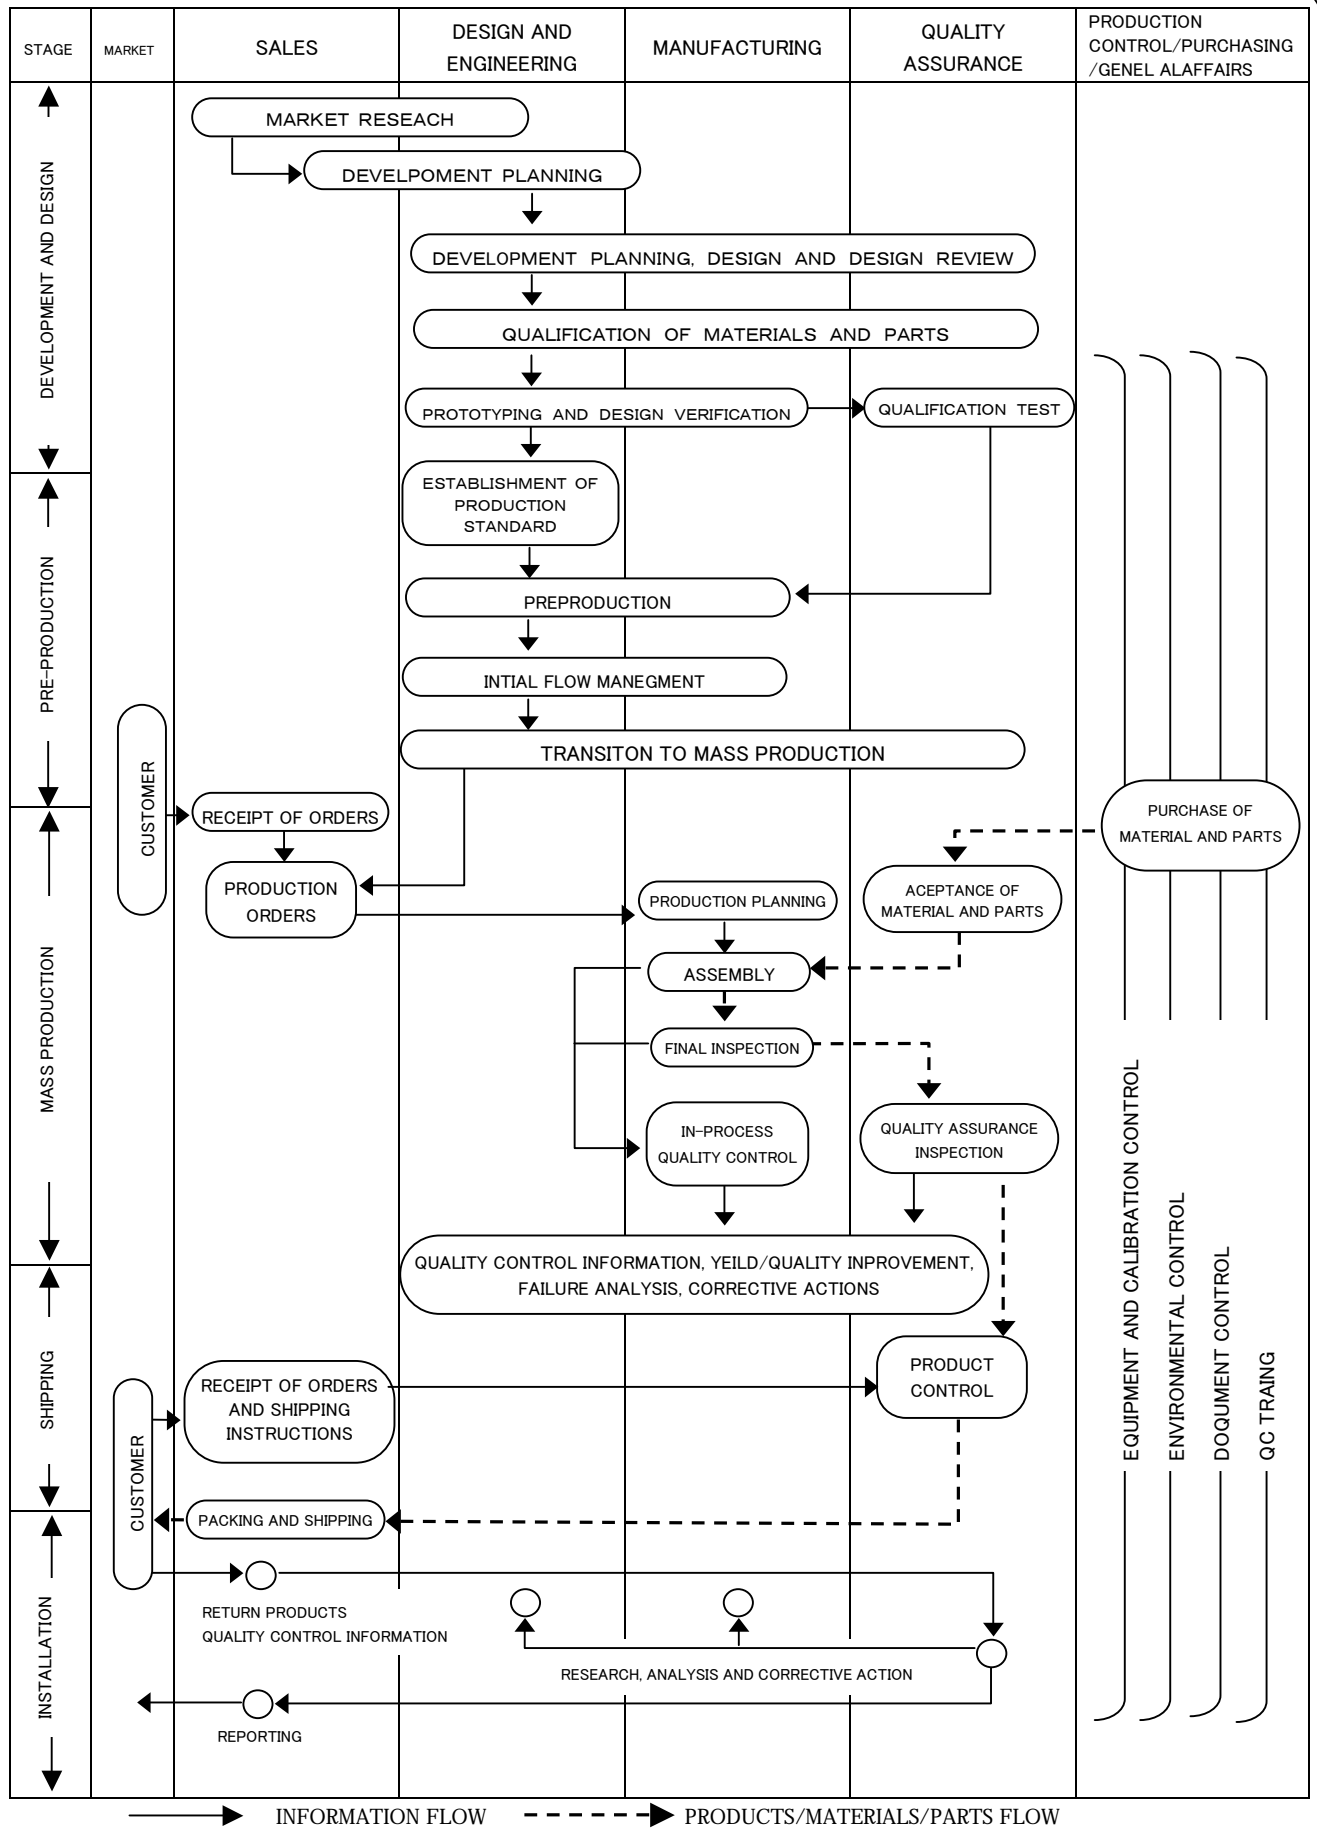 STAGE
MARKET
SALES
DESIGN AND
ENGINEERING
MANUFACTURING
QUALITY
ASSURANCE
PRODUCTION
CONTROL/PURCHASING
/GENEL ALAFFAIRS
DEVELOPMENT AND DESIGN
MARKET RESEACH
DEVELPOMENT PLANNING
DEVELOPMENT PLANNING, DESIGN AND DESIGN REVIEW
QUALIFICATION OF MATERIALS AND PARTS
PROTOTYPING AND DESIGN VERIFICATION
QUALIFICATION TEST
PRE-PRODUCTION
ESTABLISHMENT OF
PRODUCTION
STANDARD
PREPRODUCTION
INTIAL FLOW MANEGMENT
TRANSITON TO MASS PRODUCTION
CUSTOMER
MASS PRODUCTION
RECEIPT OF ORDERS
PURCHASE OF
MATERIAL AND PARTS
PRODUCTION
ORDERS
PRODUCTION PLANNING
ACEPTANCE OF
MATERIAL AND PARTS
ASSEMBLY
FINAL INSPECTION
IN-PROCESS
QUALITY CONTROL
QUALITY ASSURANCE
INSPECTION
QUALITY CONTROL INFORMATION, YEILD/QUALITY INPROVEMENT,
FAILURE ANALYSIS, CORRECTIVE ACTIONS
EQUIPMENT AND CALIBRATION CONTROL
ENVIRONMENTAL CONTROL
DOQUMENT CONTROL
QC TRAING
SHIPPING
CUSTOMER
RECEIPT OF ORDERS
AND SHIPPING
INSTRUCTIONS
PRODUCT
CONTROL
PACKING AND SHIPPING
INSTALLATION
RETURN PRODUCTS
QUALITY CONTROL INFORMATION
RESEARCH, ANALYSIS AND CORRECTIVE ACTION
REPORTING
INFORMATION FLOW
PRODUCTS/MATERIALS/PARTS FLOW